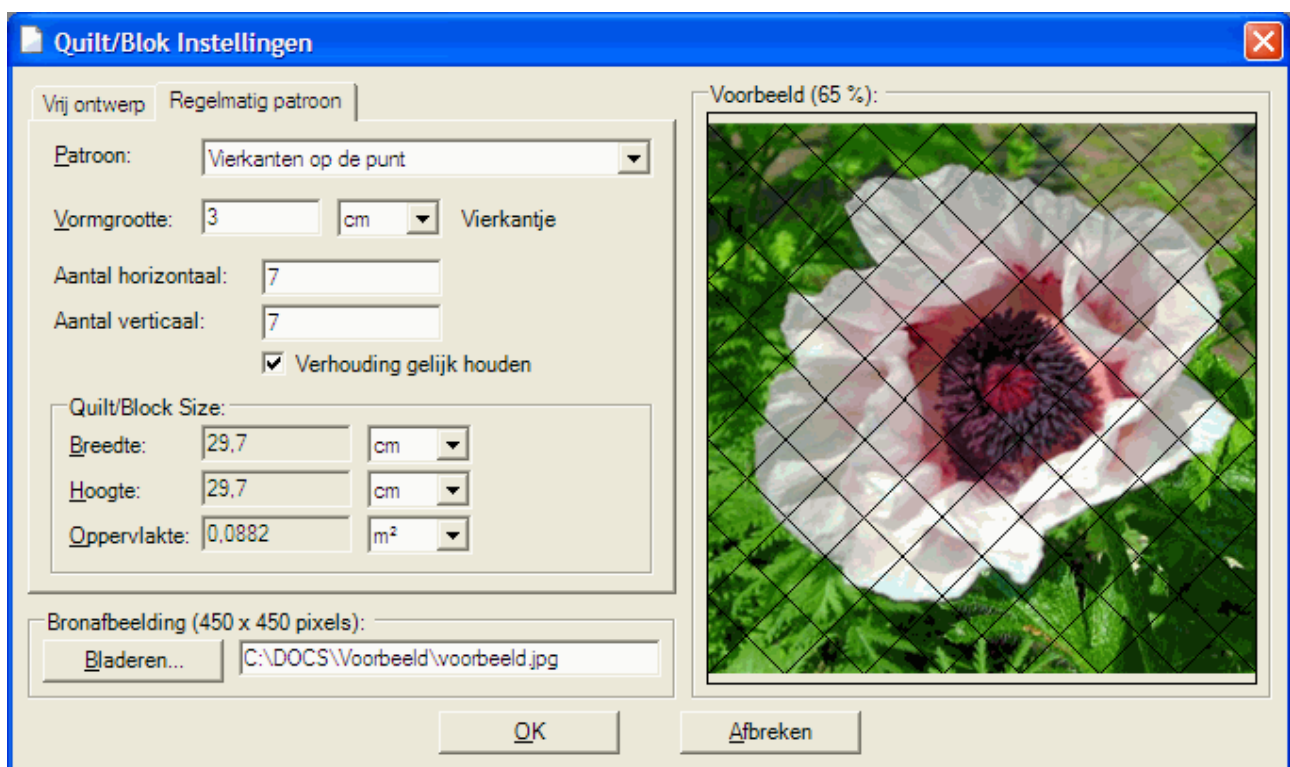 Quilt/Blok Instellingen
Vrij ontwerp Regelmatig patroon
Patroon: Vierkanten op de punt
Vormgrootte: 3 cm Vierkantje
Aantal horizontaal: 7
Aantal verticaal: 7
Verhouding gelijk houden
Quilt/Block Size:
Breedte: 29,7 cm
Hoogte: 29,7 cm
Oppervlakte: 0,0882 m²
Bronafbeelding (450 x 450 pixels):
Bladeren... C:\DOCS\Voorbeeld\voorbeeld.jpg
Voorbeeld (65 %):
OK Afbreken